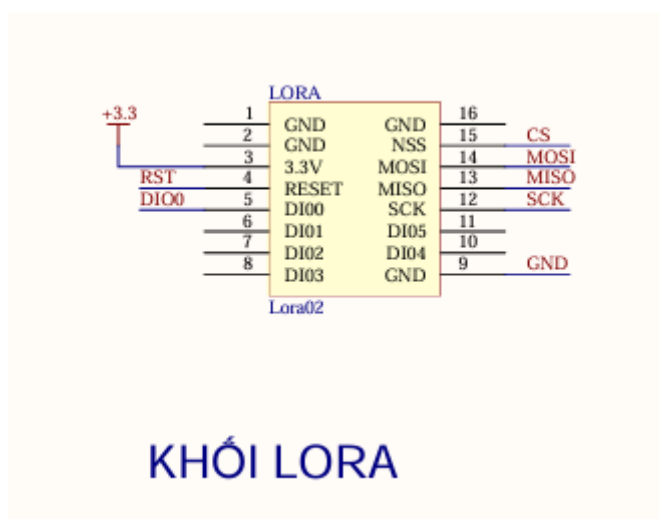 LORA
+3.3
1 GND GND 16
2 GND NSS 15 CS
3 3.3V MOSI 14 MOSI
RST 4 RESET MISO 13 MISO
DIO0 5 DI00 SCK 12 SCK
6 DI01 DI05 11
7 DI02 DI04 10
8 DI03 GND 9 GND
Lora02
KHỐI LORA